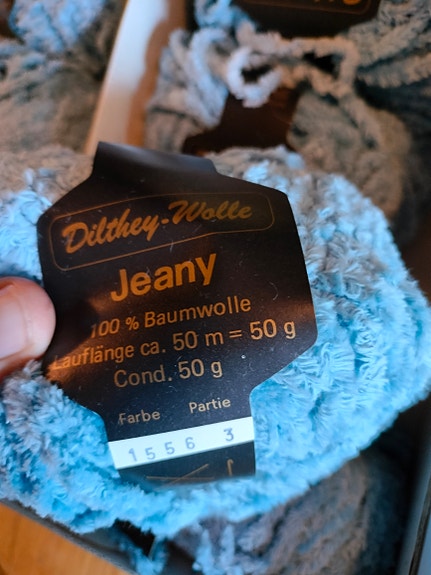 Dilthey-Wolle
Jeany
100 % Baumwolle
Lauflänge ca. 50 m = 50 g
Cond. 50 g
Farbe Partie
1556 3